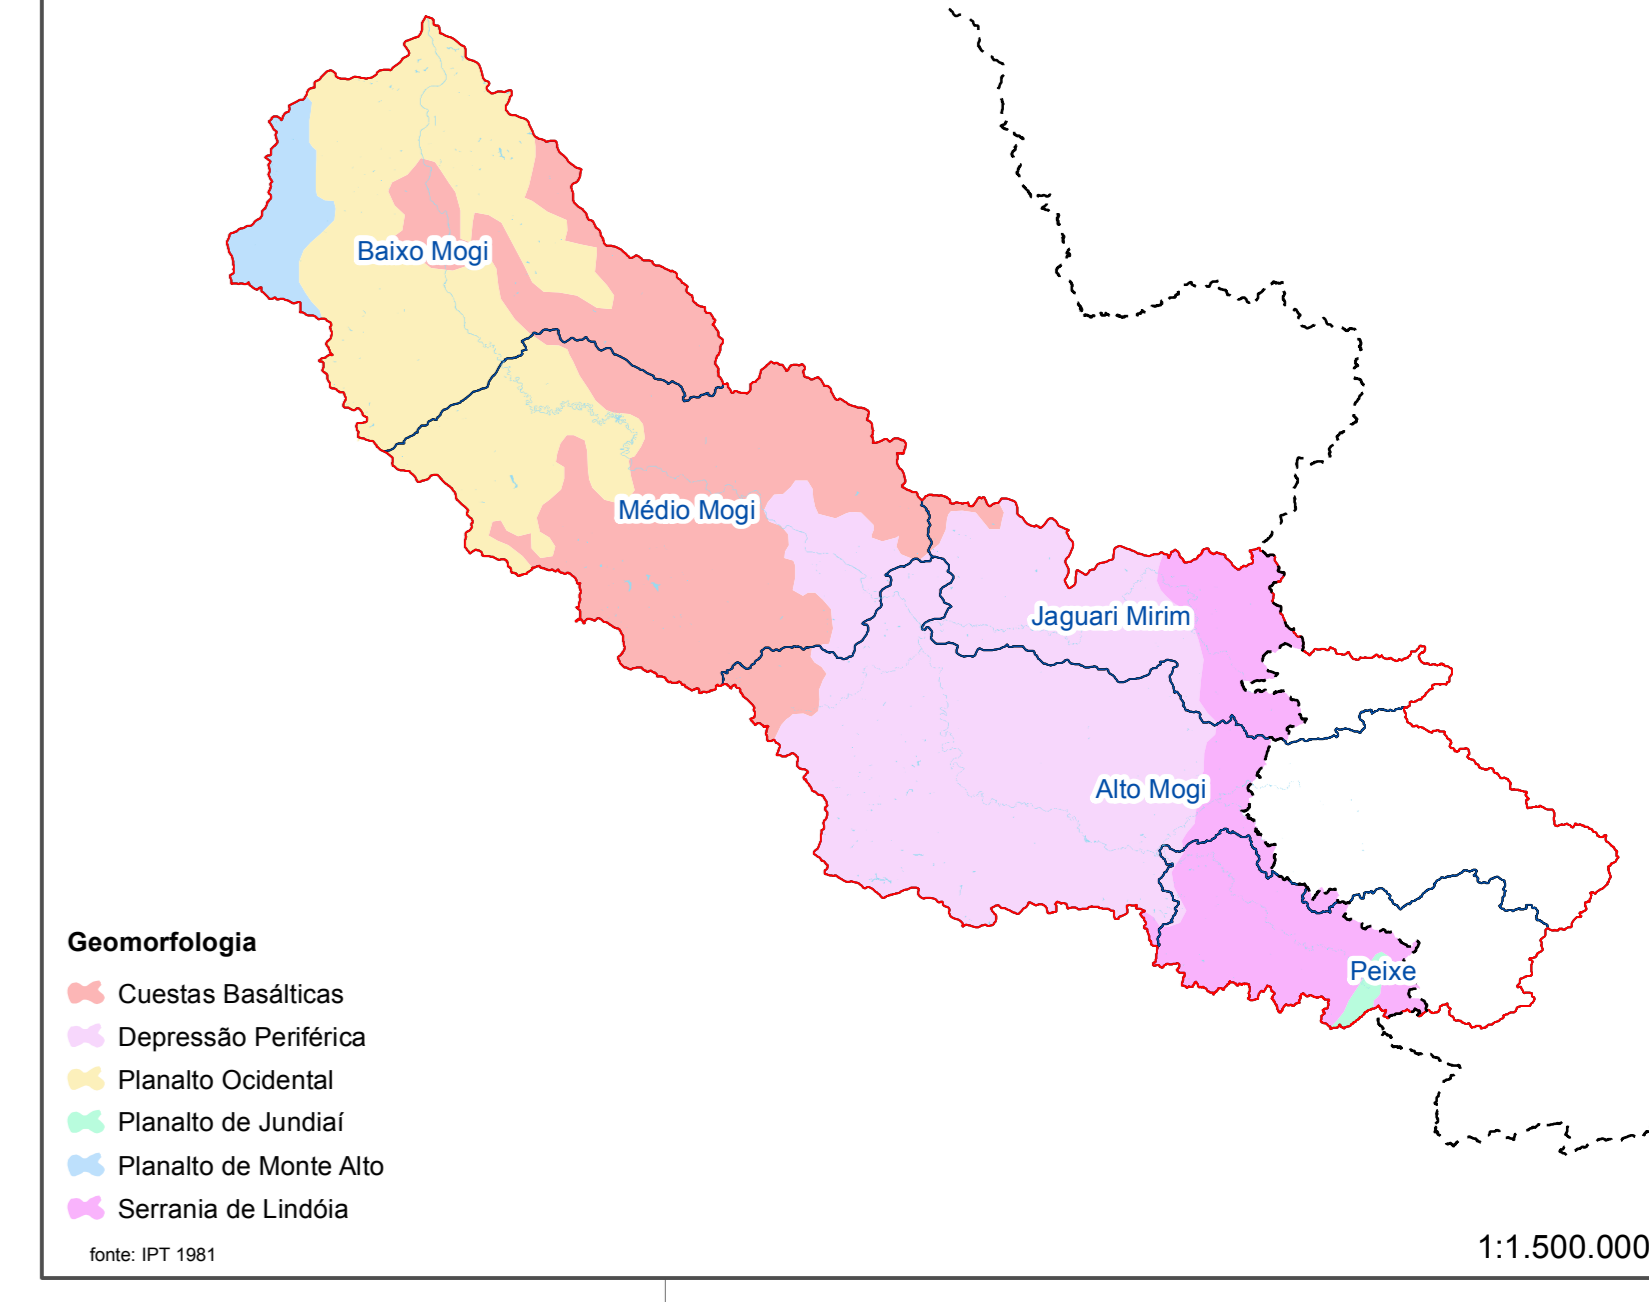 Baixo Mogi
Médio Mogi
Jaguari Mirim
Alto Mogi
Peixe
Geomorfologia
Cuestas Basálticas
Depressão Periférica
Planalto Ocidental
Planalto de Jundiaí
Planalto de Monte Alto
Serrania de Lindóia
fonte: IPT 1981
1:1.500.000